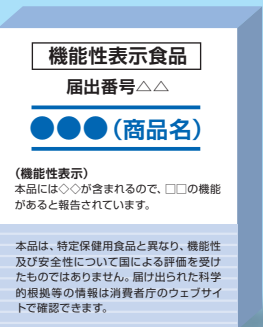 機能性表示食品
届出番号△△
●●●（商品名）
（機能性表示）
本品には◇◇が含まれるので、□□の機能
があると報告されています。
本品は、特定保健用食品と異なり、機能性
及び安全性について国による評価を受け
たものではありません。届け出られた科学
的根拠等の情報は消費者庁のウェブサイ
トで確認できます。